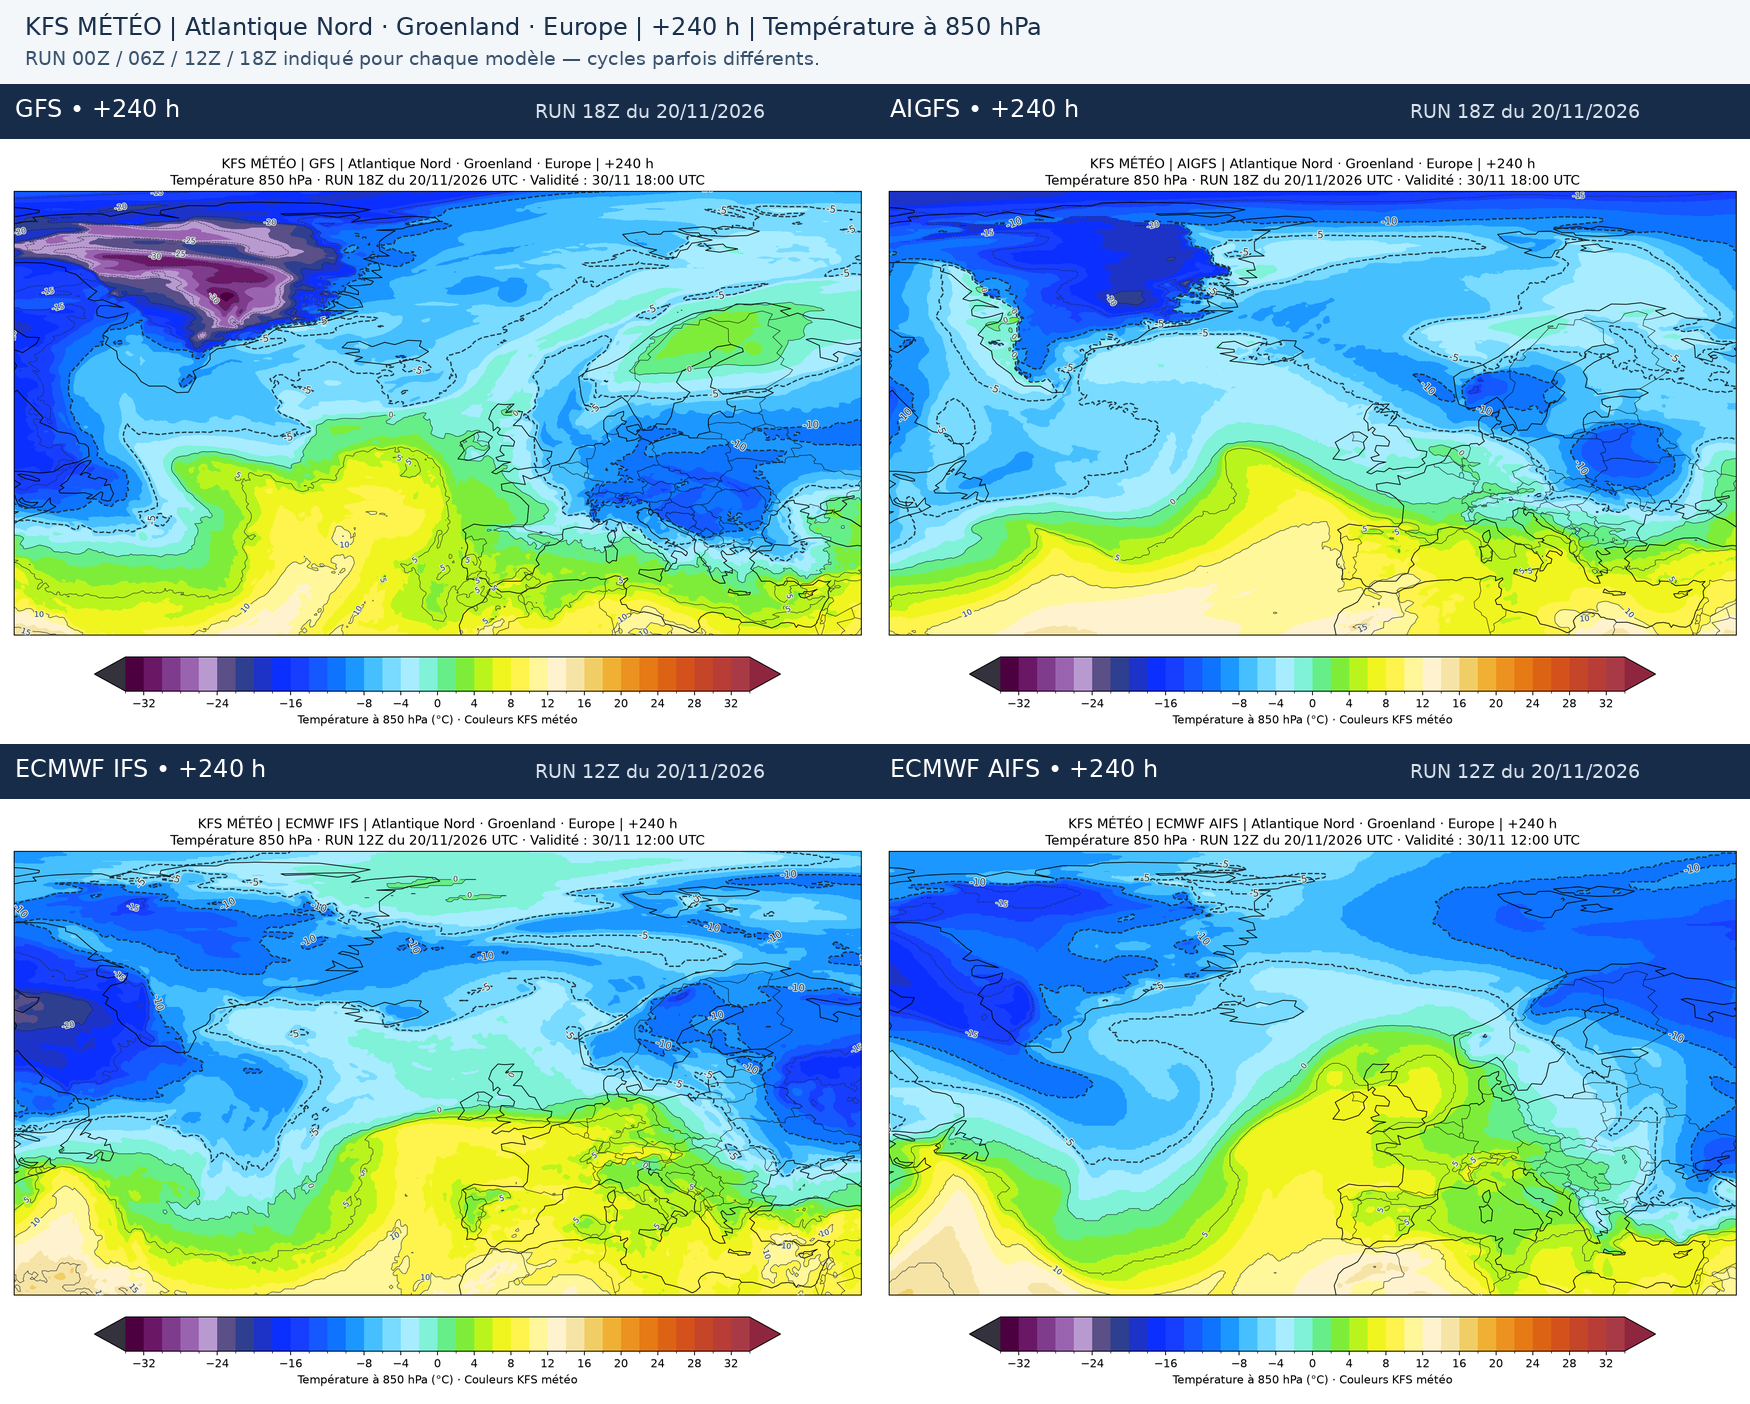 KFS MÉTÉO | Atlantique Nord · Groenland · Europe | +240 h | Température à 850 hPa
RUN 00Z / 06Z / 12Z / 18Z indiqué pour chaque modèle — cycles parfois différents.
GFS • +240 h
RUN 18Z du 20/11/2026
AIGFS • +240 h
RUN 18Z du 20/11/2026
KFS MÉTÉO | GFS | Atlantique Nord · Groenland · Europe | +240 h
Température 850 hPa · RUN 18Z du 20/11/2026 UTC · Validité : 30/11 18:00 UTC
KFS MÉTÉO | AIGFS | Atlantique Nord · Groenland · Europe | +240 h
Température 850 hPa · RUN 18Z du 20/11/2026 UTC · Validité : 30/11 18:00 UTC
−32 −24 −16 −8 −4 0 4 8 12 16 20 24 28 32
Température à 850 hPa (°C) · Couleurs KFS météo
−32 −24 −16 −8 −4 0 4 8 12 16 20 24 28 32
Température à 850 hPa (°C) · Couleurs KFS météo
ECMWF IFS • +240 h
RUN 12Z du 20/11/2026
ECMWF AIFS • +240 h
RUN 12Z du 20/11/2026
KFS MÉTÉO | ECMWF IFS | Atlantique Nord · Groenland · Europe | +240 h
Température 850 hPa · RUN 12Z du 20/11/2026 UTC · Validité : 30/11 12:00 UTC
KFS MÉTÉO | ECMWF AIFS | Atlantique Nord · Groenland · Europe | +240 h
Température 850 hPa · RUN 12Z du 20/11/2026 UTC · Validité : 30/11 12:00 UTC
−32 −24 −16 −8 −4 0 4 8 12 16 20 24 28 32
Température à 850 hPa (°C) · Couleurs KFS météo
−32 −24 −16 −8 −4 0 4 8 12 16 20 24 28 32
Température à 850 hPa (°C) · Couleurs KFS météo